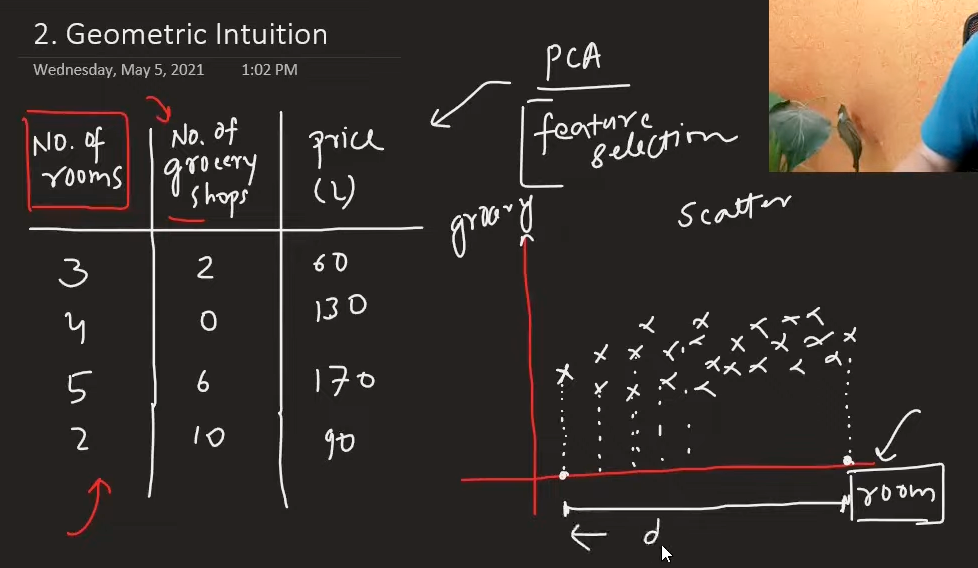 2. Geometric Intuition
Wednesday, May 5, 2021 1:02 PM
PCA
feature
selection
No. of
rooms
No. of
grocery
shops
price
(L)
3 2 60
4 0 130
5 6 170
2 10 90
grocery
Scatter
room
d